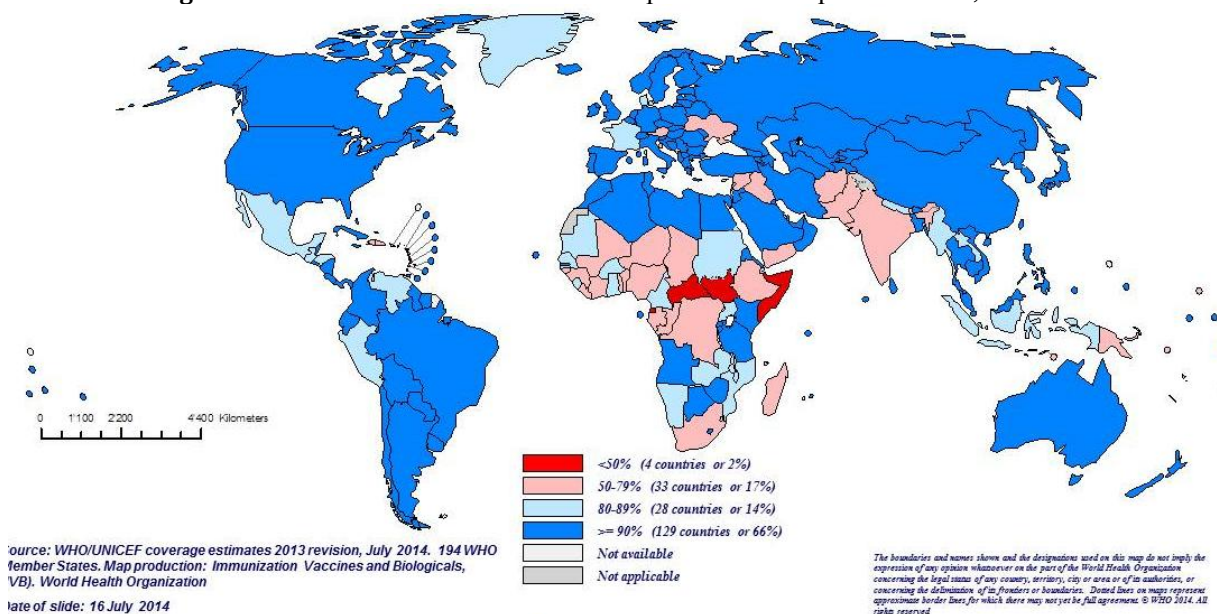 0 1'100 2'200 4'400 Kilometers
<50% (4 countries or 2%)
50-79% (33 countries or 17%)
80-89% (28 countries or 14%)
>= 90% (129 countries or 66%)
Not available
Not applicable
ource: WHO/UNICEF coverage estimates 2013 revision, July 2014. 194 WHO
Member States. Map production: Immunization Vaccines and Biologicals,
IVB). World Health Organization
Date of slide: 16 July 2014
The boundaries and names shown and the designations used on this map do not imply the
expression of any opinion whatsoever on the part of the World Health Organization
concerning the legal status of any country, territory, city or area or of its authorities, or
concerning the delimitation of its frontiers or boundaries. Dotted lines on maps represent
approximate border lines for which there may not yet be full agreement. © WHO 2014. All
rights reserved